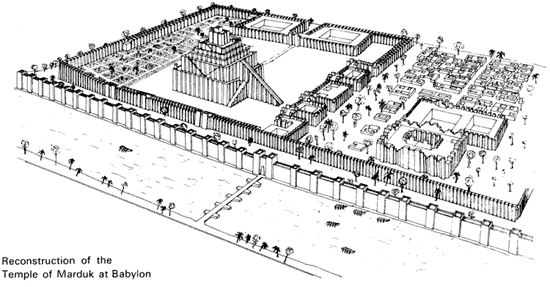 Reconstruction of the
Temple of Marduk at Babylon